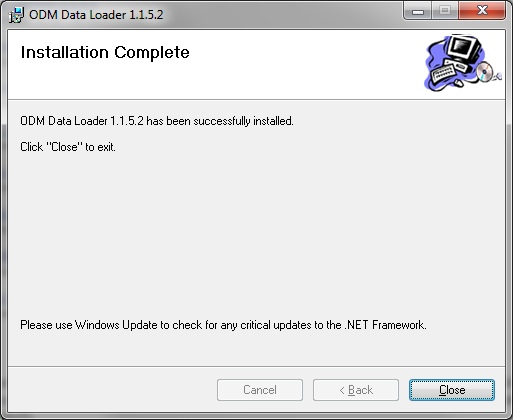 ODM Data Loader 1.1.5.2
Installation Complete
ODM Data Loader 1.1.5.2 has been successfully installed.
Click "Close" to exit.
Please use Windows Update to check for any critical updates to the .NET Framework.
Cancel
< Back
Close